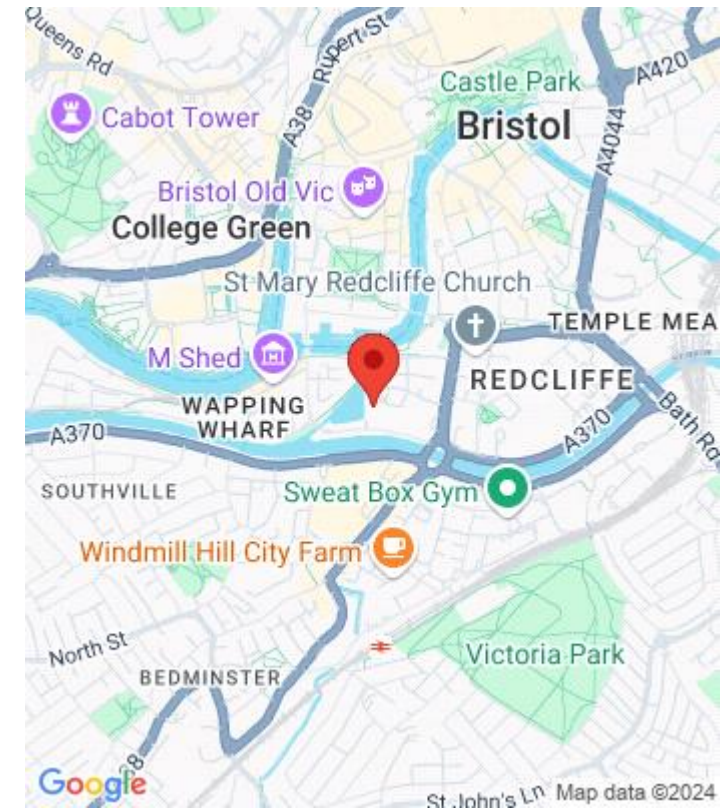 Queens Rd
Rupert St
A38
Castle Park
A420
Bristol
A4044
Cabot Tower
Bristol Old Vic
College Green
St Mary Redcliffe Church
TEMPLE MEA
M Shed
REDCLIFFE
WAPPING
WHARF
A370
A370
Bath Rd
SOUTHVILLE
Sweat Box Gym
Windmill Hill City Farm
North St
Victoria Park
BEDMINSTER
38
Google
St John's Ln
Map data ©2024